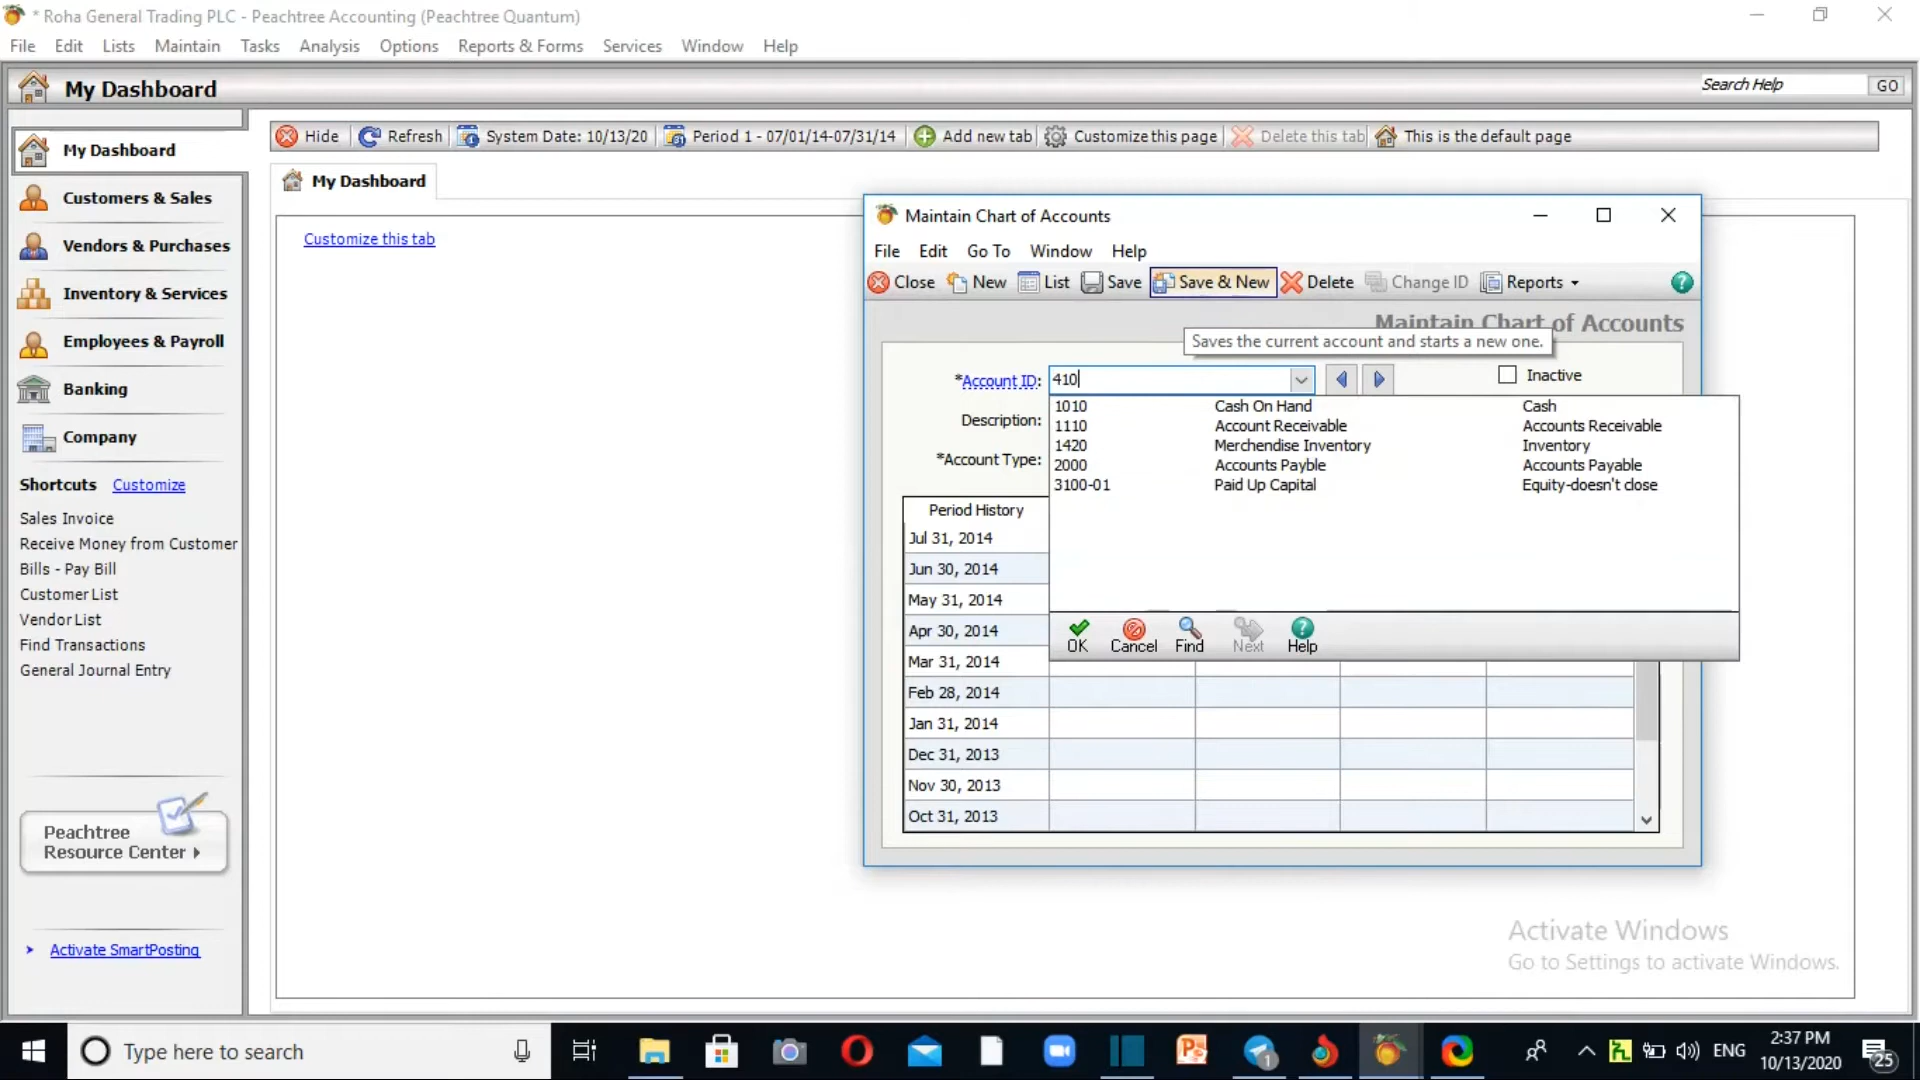 * Roha General Trading PLC - Peachtree Accounting (Peachtree Quantum)
File Edit Lists Maintain Tasks Analysis Options Reports & Forms Services Window Help
My Dashboard
Search Help GO
My Dashboard
Customers & Sales
Vendors & Purchases
Inventory & Services
Employees & Payroll
Banking
Company
Shortcuts Customize
Sales Invoice
Receive Money from Customer
Bills - Pay Bill
Customer List
Vendor List
Find Transactions
General Journal Entry
Peachtree
Resource Center
Activate SmartPosting
Hide Refresh System Date: 10/13/20 Period 1 - 07/01/14-07/31/14 Add new tab Customize this page Delete this tab This is the default page
My Dashboard
Customize this tab
Maintain Chart of Accounts
File Edit Go To Window Help
Close New List Save Save & New Delete Change ID Reports
Maintain Chart of Accounts
Saves the current account and starts a new one.
*Account ID: 410 Inactive
Description:
*Account Type:
1010 Cash On Hand Cash
1110 Account Receivable Accounts Receivable
1420 Merchendise Inventory Inventory
2000 Accounts Payble Accounts Payable
3100-01 Paid Up Capital Equity-doesn't close
OK Cancel Find Next Help
Period History
Jul 31, 2014
Jun 30, 2014
May 31, 2014
Apr 30, 2014
Mar 31, 2014
Feb 28, 2014
Jan 31, 2014
Dec 31, 2013
Nov 30, 2013
Oct 31, 2013
Activate Windows
Go to Settings to activate Windows.
Type here to search
1
ENG
2:37 PM
10/13/2020
25